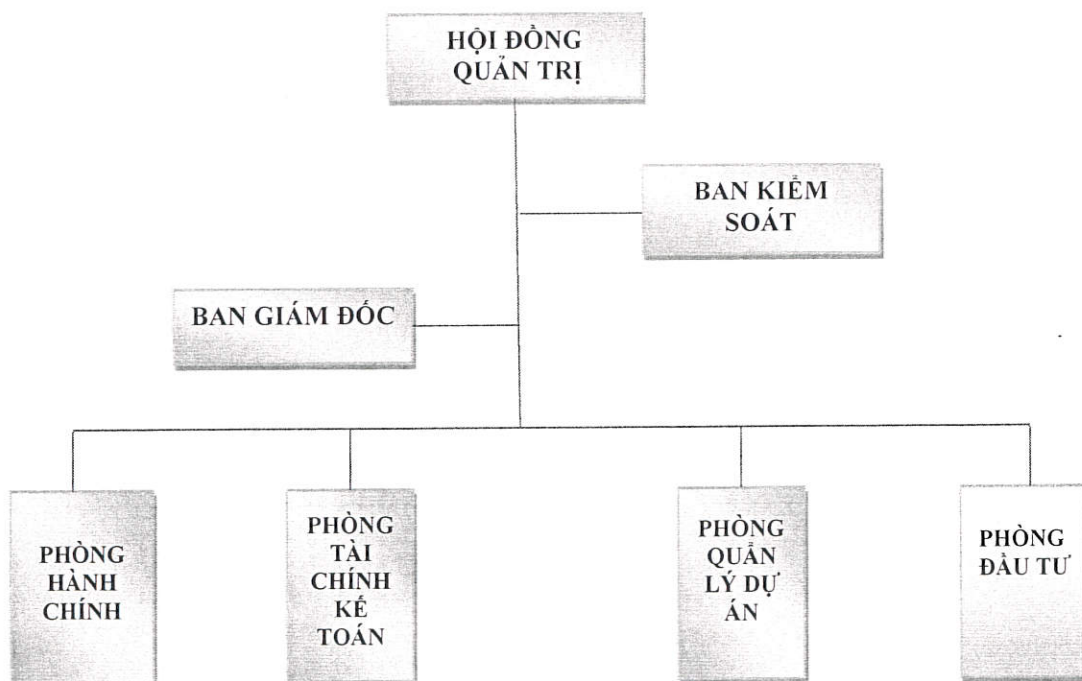 HỘI ĐỒNG
QUẢN TRỊ
BAN KIỂM
SOÁT
BAN GIÁM ĐỐC
PHÒNG
HÀNH
CHÍNH
PHÒNG
TÀI
CHÍNH
KẾ
TOÁN
PHÒNG
QUẢN
LÝ DỰ
ÁN
PHÒNG
ĐẦU TƯ